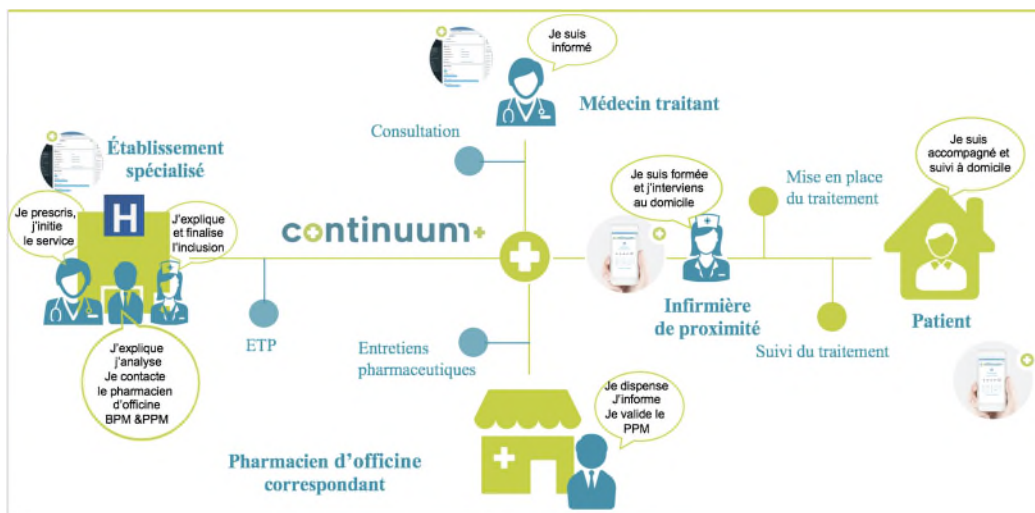 Je suis
informé
Médecin traitant
Consultation
Établissement
spécialisé
H
Je prescris,
j'initie
le service
J'explique
et finalise
l'inclusion
J'explique
j'analyse
Je contacte
le pharmacien
d'officine
BPM &PPM
ETP
continuum+
Entretiens
pharmaceutiques
Je dispense
J'informe
Je valide le
PPM
Pharmacien d'officine
correspondant
Je suis formée
et j'interviens
au domicile
Infirmière
de proximité
Mise en place
du traitement
Suivi du traitement
Je suis
accompagné et
suivi à domicile
Patient